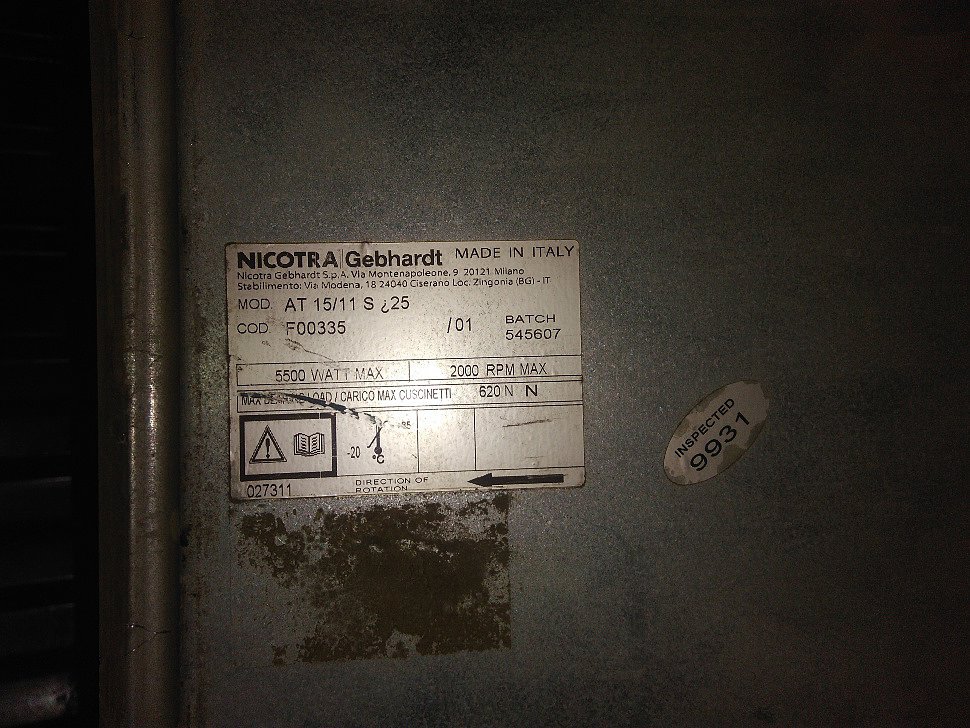 NICOTRA Gebhardt MADE IN ITALY
Nicotra Gebhardt S.p.A. Via Montenapoleone, 9 20121 Milano
Stabilimento: Via Modena, 18 24040 Ciserano Loc. Zingonia (BG) - IT
MOD. AT 15/11 S ¿25
COD. F00335 /01 BATCH
545607
5500 WATT MAX 2000 RPM MAX
MAX LOAD / CARICO MAX CUSCINETTI 620 N N
-20 °C
027311 DIRECTION OF
ROTATION
INSPECTED
9931